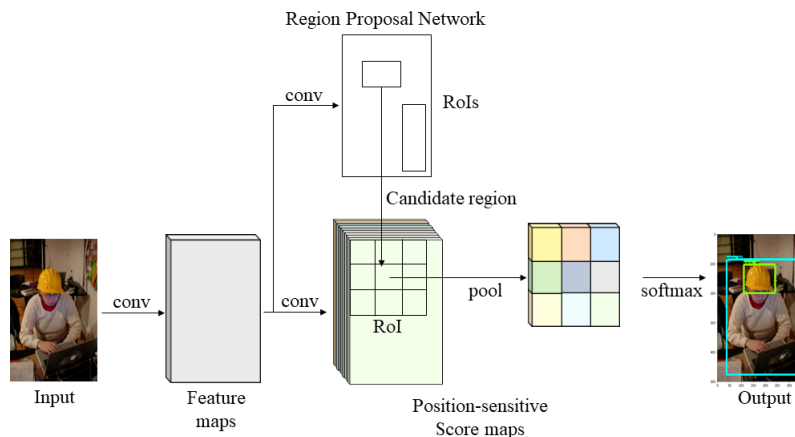 Region Proposal Network
conv
RoIs
Candidate region
conv
conv
RoI
pool
softmax
Input
Feature
maps
Position-sensitive
Score maps
Output